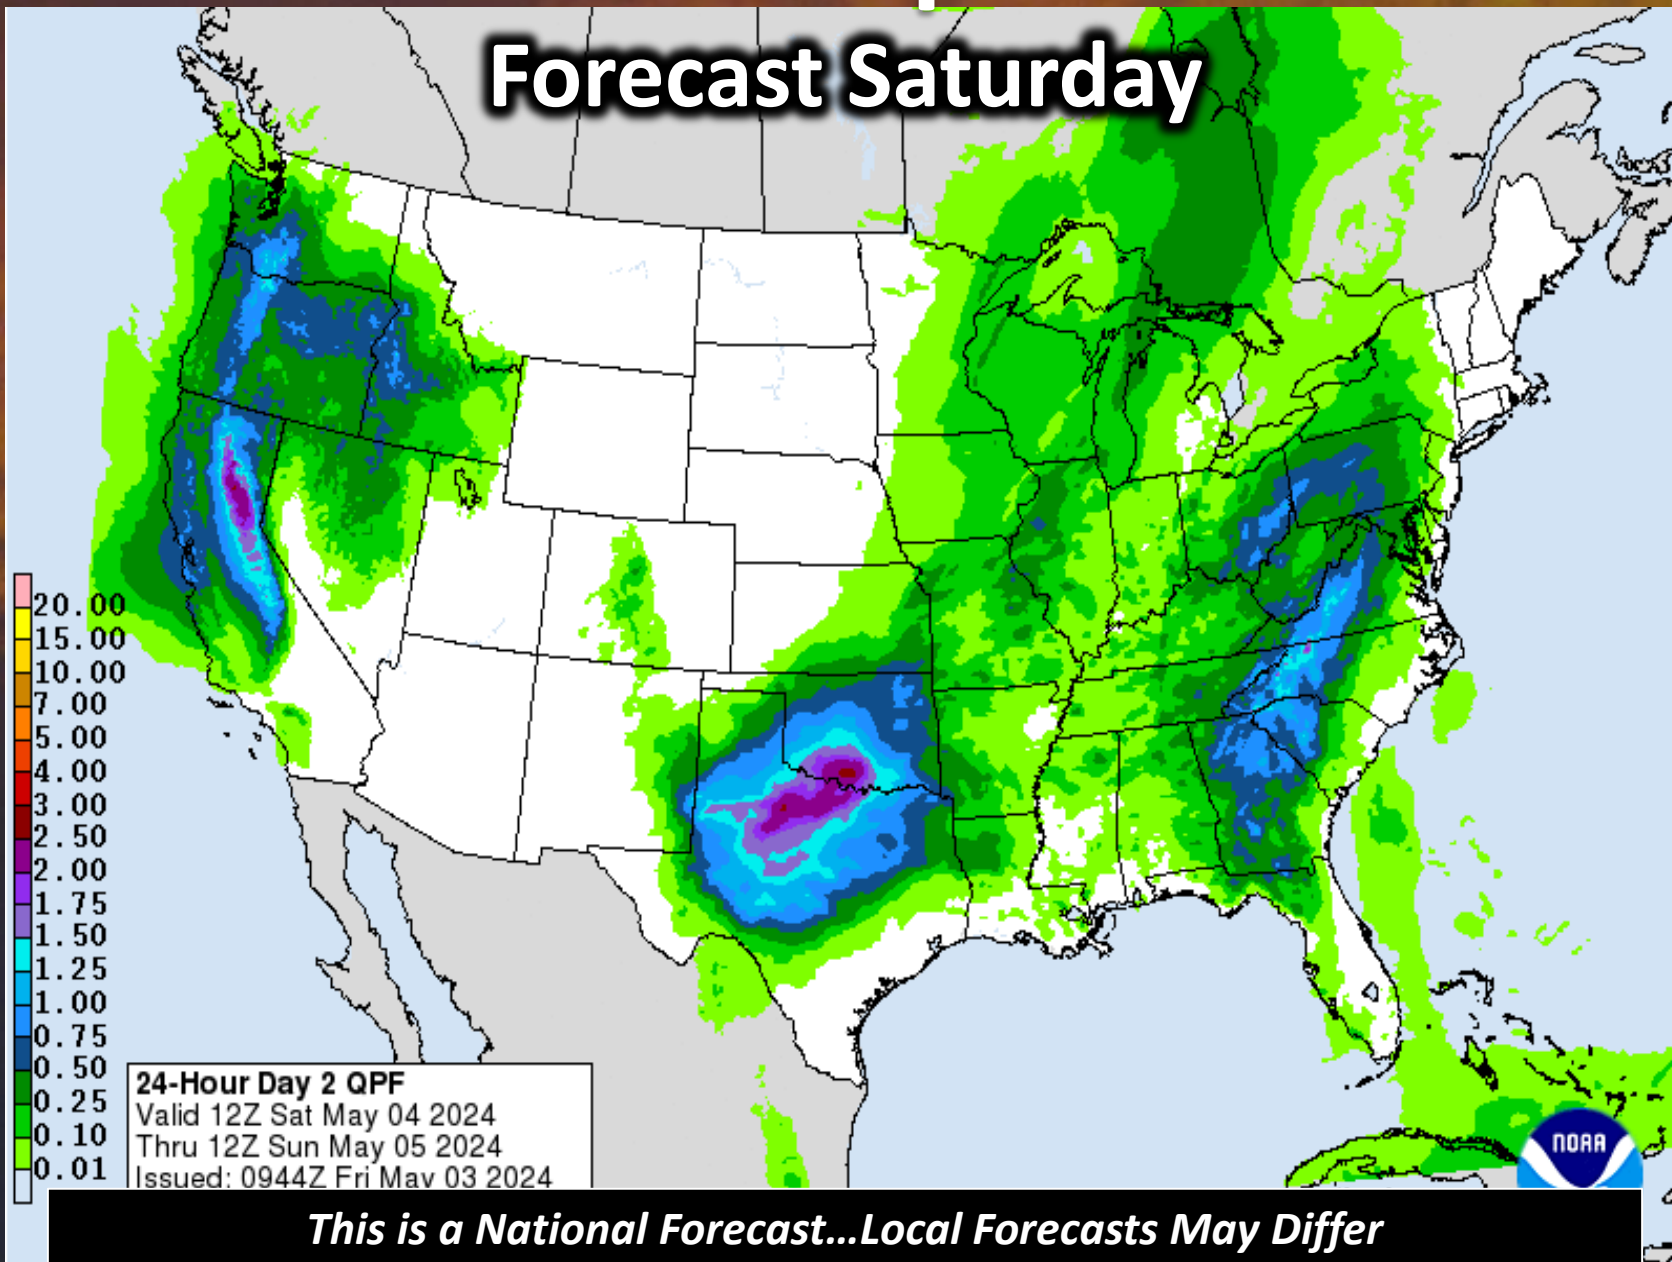 Forecast Saturday
20.00
15.00
10.00
7.00
5.00
4.00
3.00
2.50
2.00
1.75
1.50
1.25
1.00
0.75
0.50
0.25
0.10
0.01
24-Hour Day 2 QPF
Valid 12Z Sat May 04 2024
Thru 12Z Sun May 05 2024
Issued: 0944Z Fri May 03 2024
NOAA
This is a National Forecast...Local Forecasts May Differ